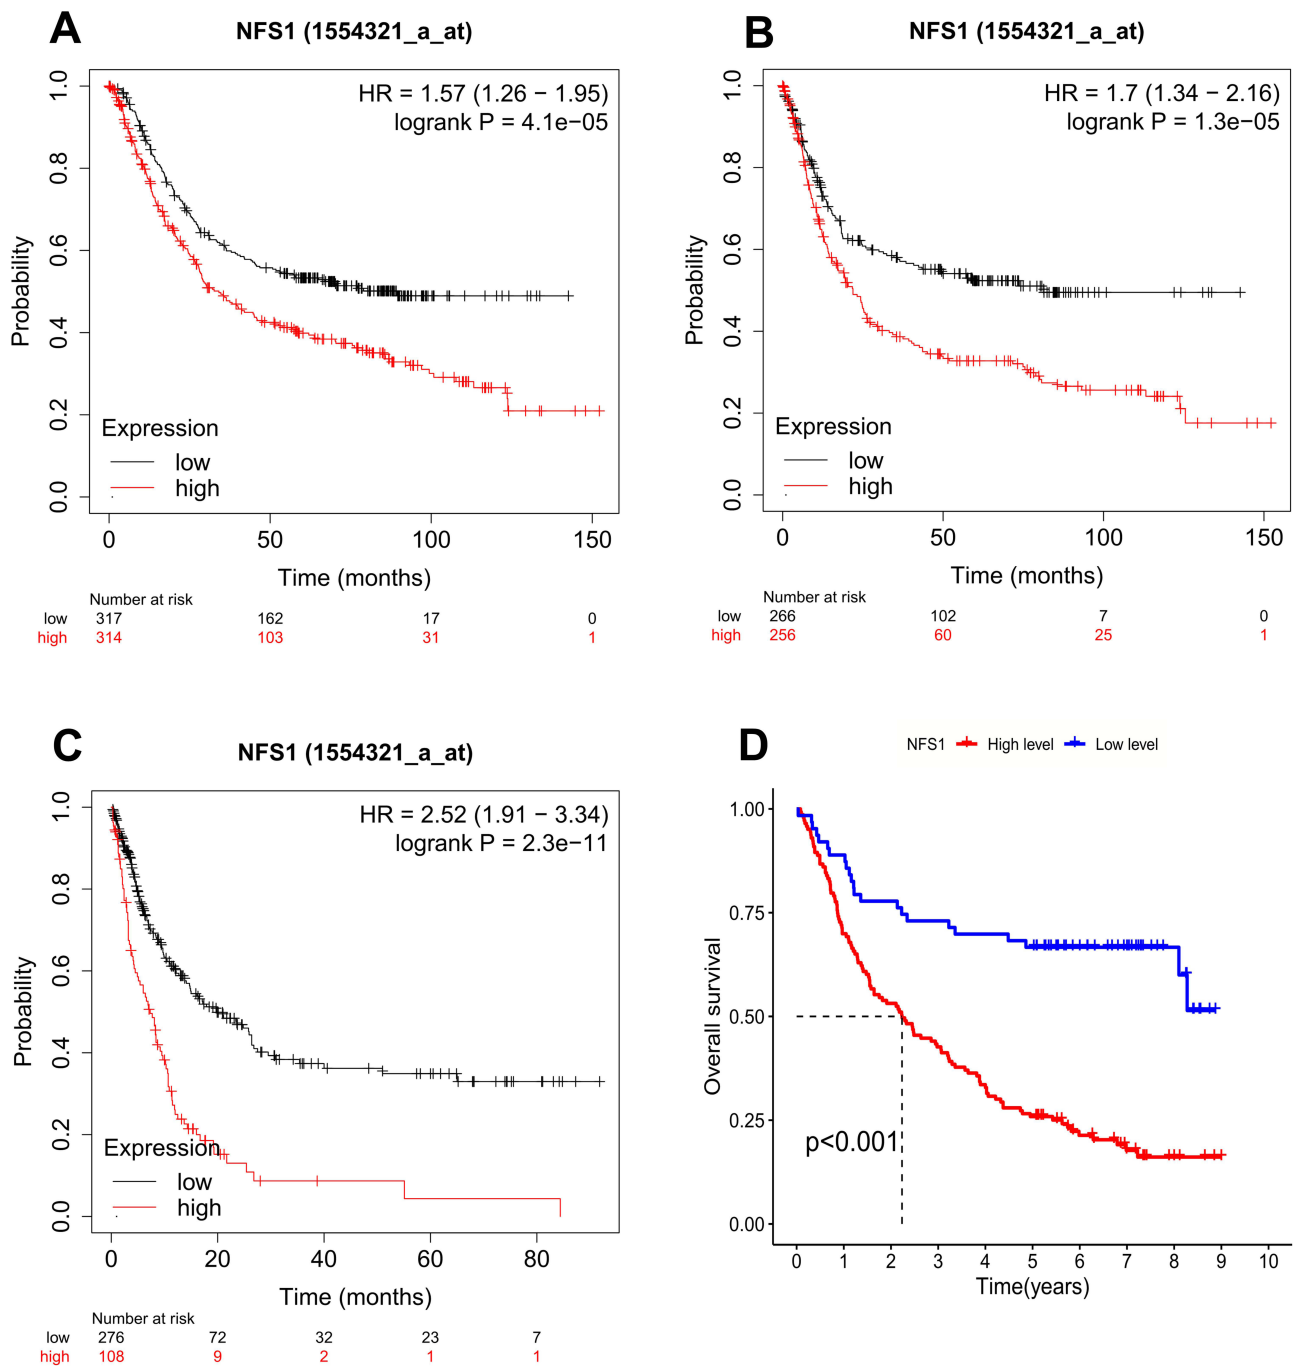 A
NFS1 (1554321_a_at)
HR = 1.57 (1.26 − 1.95)
logrank P = 4.1e−05
Probability
1.0
0.8
0.6
0.4
0.2
0.0
Expression
low
high
0 50 100 150
Time (months)
Number at risk
low 317 162 17 0
high 314 103 31 1
B
NFS1 (1554321_a_at)
HR = 1.7 (1.34 − 2.16)
logrank P = 1.3e−05
Probability
1.0
0.8
0.6
0.4
0.2
0.0
Expression
low
high
0 50 100 150
Time (months)
Number at risk
low 266 102 7 0
high 256 60 25 1
C
NFS1 (1554321_a_at)
HR = 2.52 (1.91 − 3.34)
logrank P = 2.3e−11
Probability
1.0
0.8
0.6
0.4
0.2
0.0
Expression
low
high
0 20 40 60 80
Time (months)
Number at risk
low 276 72 32 23 7
high 108 9 2 1 1
D
NFS1 High level Low level
Overall survival
1.00
0.75
0.50
0.25
0.00
p<0.001
0 1 2 3 4 5 6 7 8 9 10
Time(years)